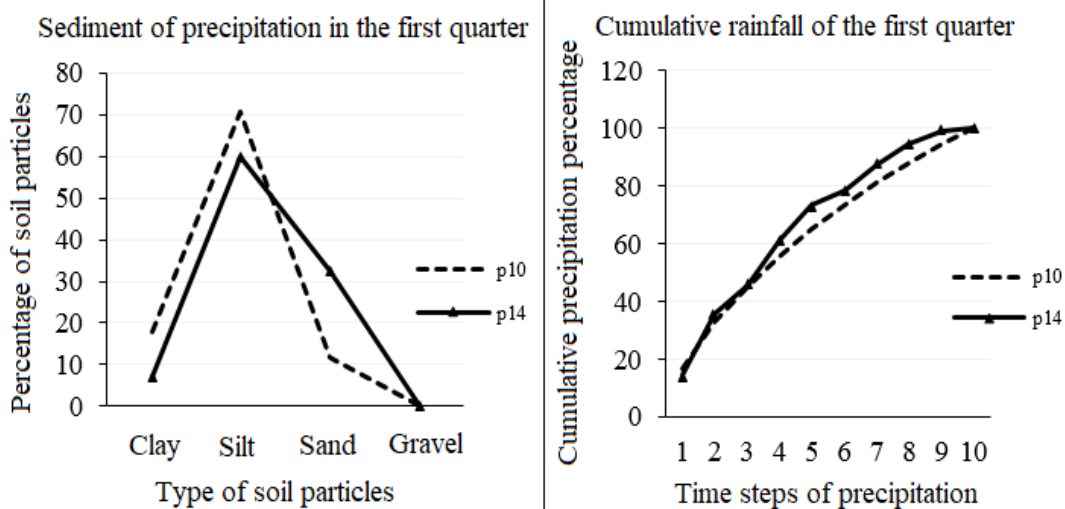 Sediment of precipitation in the first quarter
Percentage of soil particles
80
70
60
50
40
30
20
10
0
Clay Silt Sand Gravel
Type of soil particles
p10
p14
Cumulative rainfall of the first quarter
Cumulative precipitation percentage
120
100
80
60
40
20
0
1 2 3 4 5 6 7 8 9 10
Time steps of precipitation
p10
p14